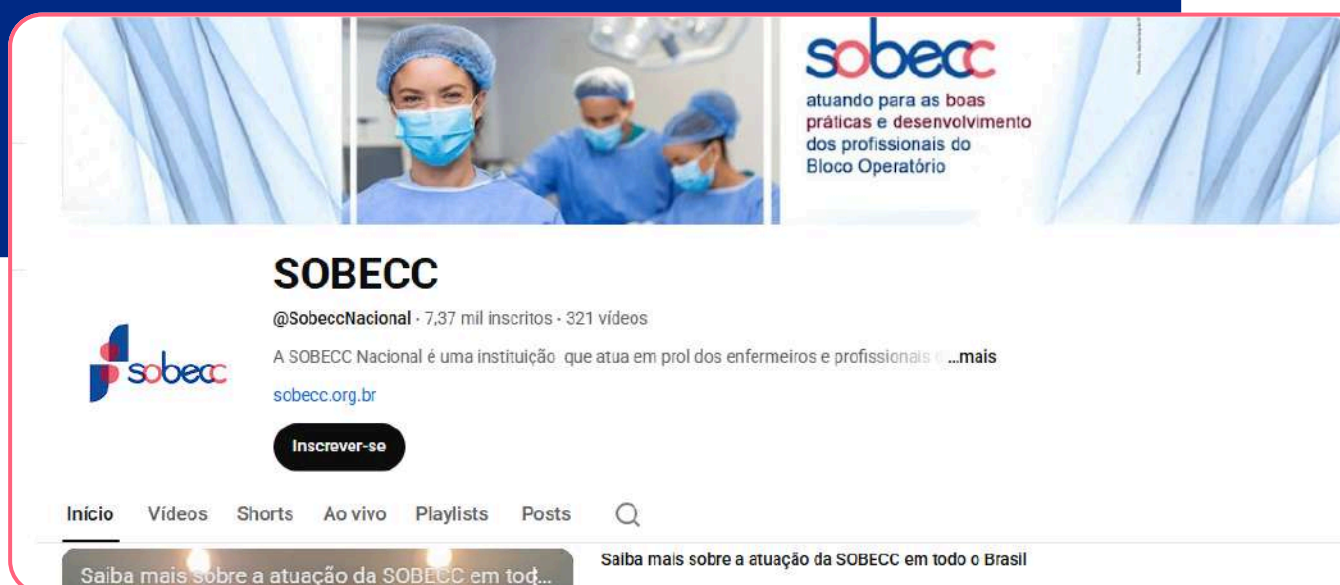 sobecc
atuando para as boas
práticas e desenvolvimento
dos profissionais do
Bloco Operatório
SOBECC
@SobeccNacional · 7,37 mil inscritos · 321 vídeos
sobecc
A SOBECC Nacional é uma instituição que atua em prol dos enfermeiros e profissionais ...mais
sobecc.org.br
Inscrever-se
Início Vídeos Shorts Ao vivo Playlists Posts
Saiba mais sobre a atuação da SOBECC em tod...
Saiba mais sobre a atuação da SOBECC em todo o Brasil